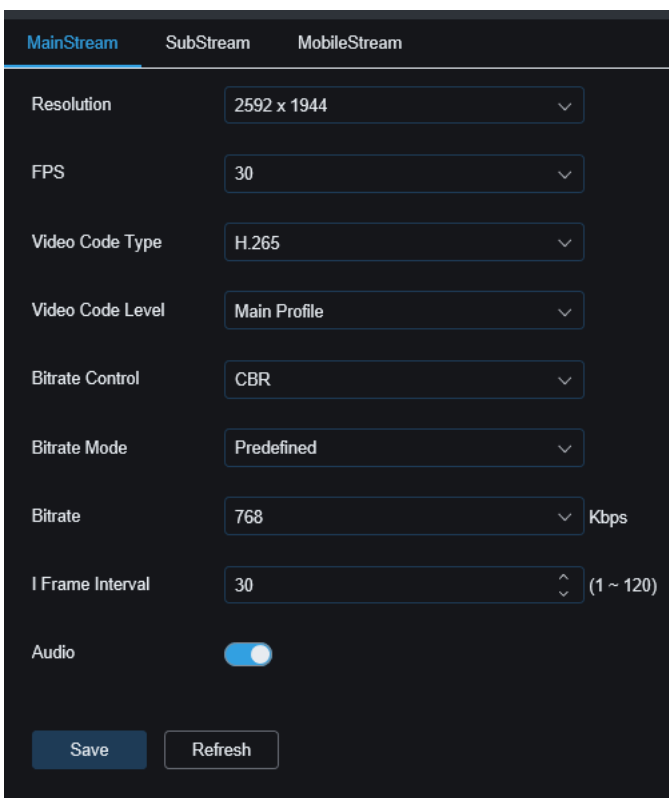 MainStream SubStream MobileStream
Resolution 2592 x 1944
FPS 30
Video Code Type H.265
Video Code Level Main Profile
Bitrate Control CBR
Bitrate Mode Predefined
Bitrate 768 Kbps
I Frame Interval 30 (1 ~ 120)
Audio
Save Refresh